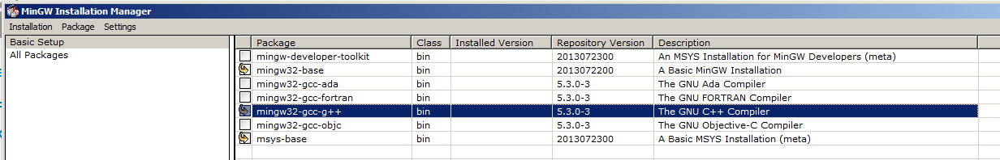 MinGW Installation Manager
Installation Package Settings
Basic Setup
All Packages
Package Class Installed Version Repository Version Description
mingw-developer-toolkit bin 2013072300 An MSYS Installation for MinGW Developers (meta)
mingw32-base bin 2013072200 A Basic MinGW Installation
mingw32-gcc-ada bin 5.3.0-3 The GNU Ada Compiler
mingw32-gcc-fortran bin 5.3.0-3 The GNU FORTRAN Compiler
mingw32-gcc-g++ bin 5.3.0-3 The GNU C++ Compiler
mingw32-gcc-objc bin 5.3.0-3 The GNU Objective-C Compiler
msys-base bin 2013072300 A Basic MSYS Installation (meta)